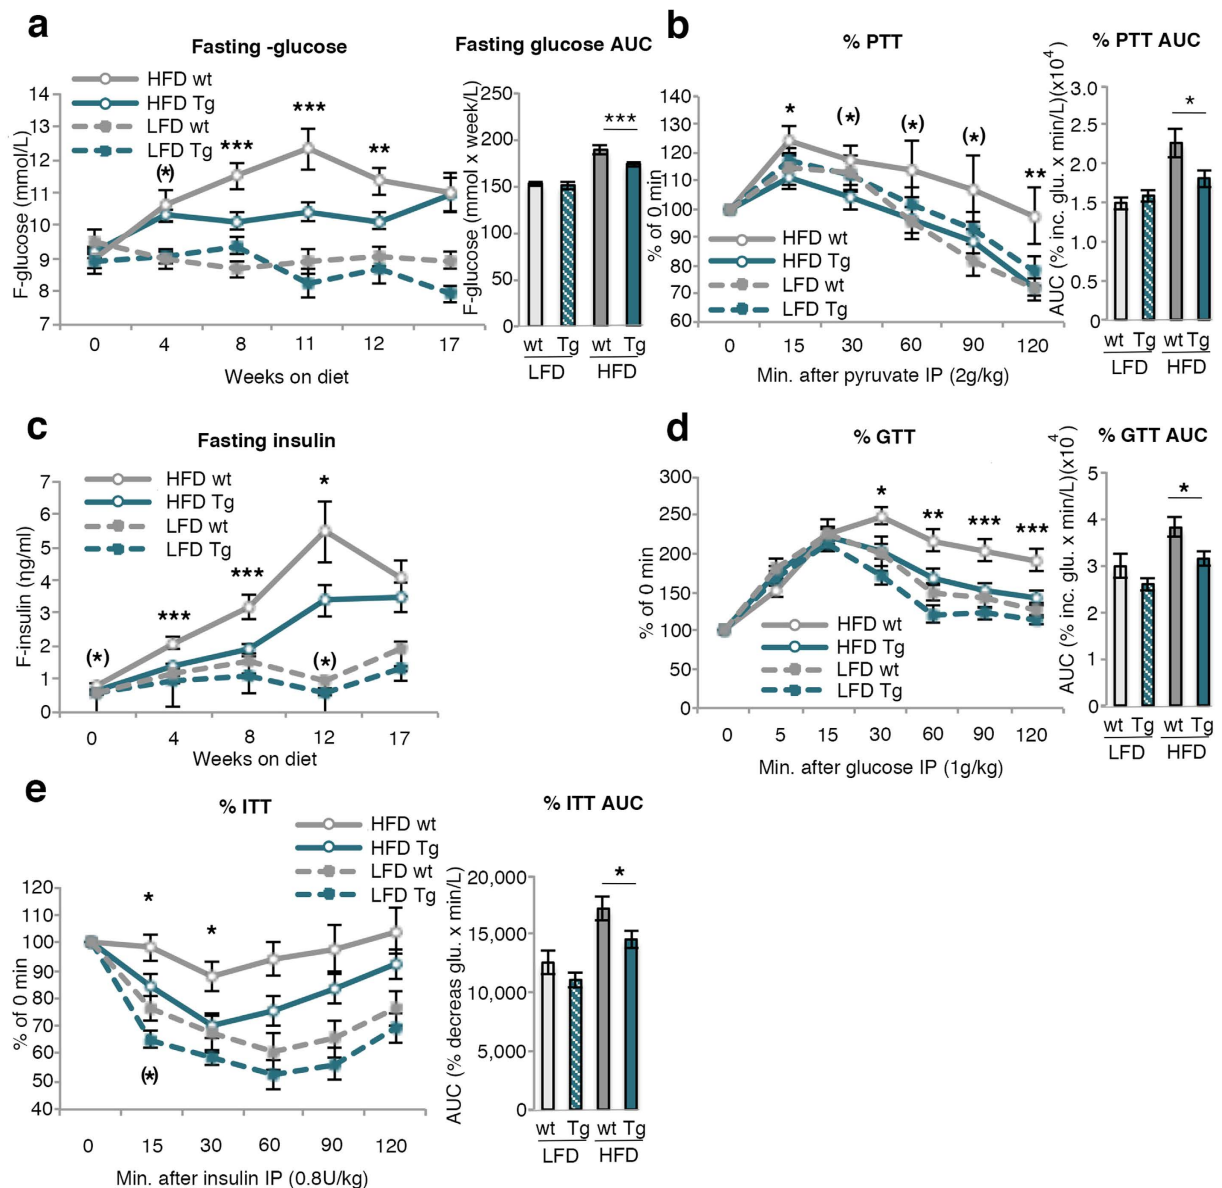 a
Fasting -glucose
HFD wt
HFD Tg
LFD wt
LFD Tg
F-glucose (mmol/L)
14
13
12
11
10
9
8
7
(*)
***
***
**
0 4 8 11 12 17
Weeks on diet
Fasting glucose AUC
F-glucose (mmol x week/L)
250
200
150
100
50
0
***
wt Tg wt Tg
LFD HFD
b
% PTT
% of 0 min
140
130
120
110
100
90
80
70
60
*
(*)
(*)
(*)
**
HFD wt
HFD Tg
LFD wt
LFD Tg
0 15 30 60 90 120
Min. after pyruvate IP (2g/kg)
% PTT AUC
AUC (% inc. glu. x min/L)(x10⁴)
3.0
2.5
2.0
1.5
1.0
0.5
0
*
wt Tg wt Tg
LFD HFD
c
Fasting insulin
HFD wt
HFD Tg
LFD wt
LFD Tg
F-insulin (ηg/ml)
7
6
5
4
3
2
1
0
(*)
***
***
*
(*)
0 4 8 12 17
Weeks on diet
d
% GTT
% of 0 min
300
250
200
150
100
50
0
*
**
***
***
HFD wt
HFD Tg
LFD wt
LFD Tg
0 5 15 30 60 90 120
Min. after glucose IP (1g/kg)
% GTT AUC
AUC (% inc. glu. x min/L)(x10⁴)
5
4
3
2
1
0
*
wt Tg wt Tg
LFD HFD
e
% ITT
HFD wt
HFD Tg
LFD wt
LFD Tg
% of 0 min
120
110
100
90
80
70
60
50
40
*
*
(*)
0 15 30 60 90 120
Min. after insulin IP (0.8U/kg)
% ITT AUC
AUC (% decreas glu. x min/L)
20,000
15,000
10,000
5,000
0
*
wt Tg wt Tg
LFD HFD